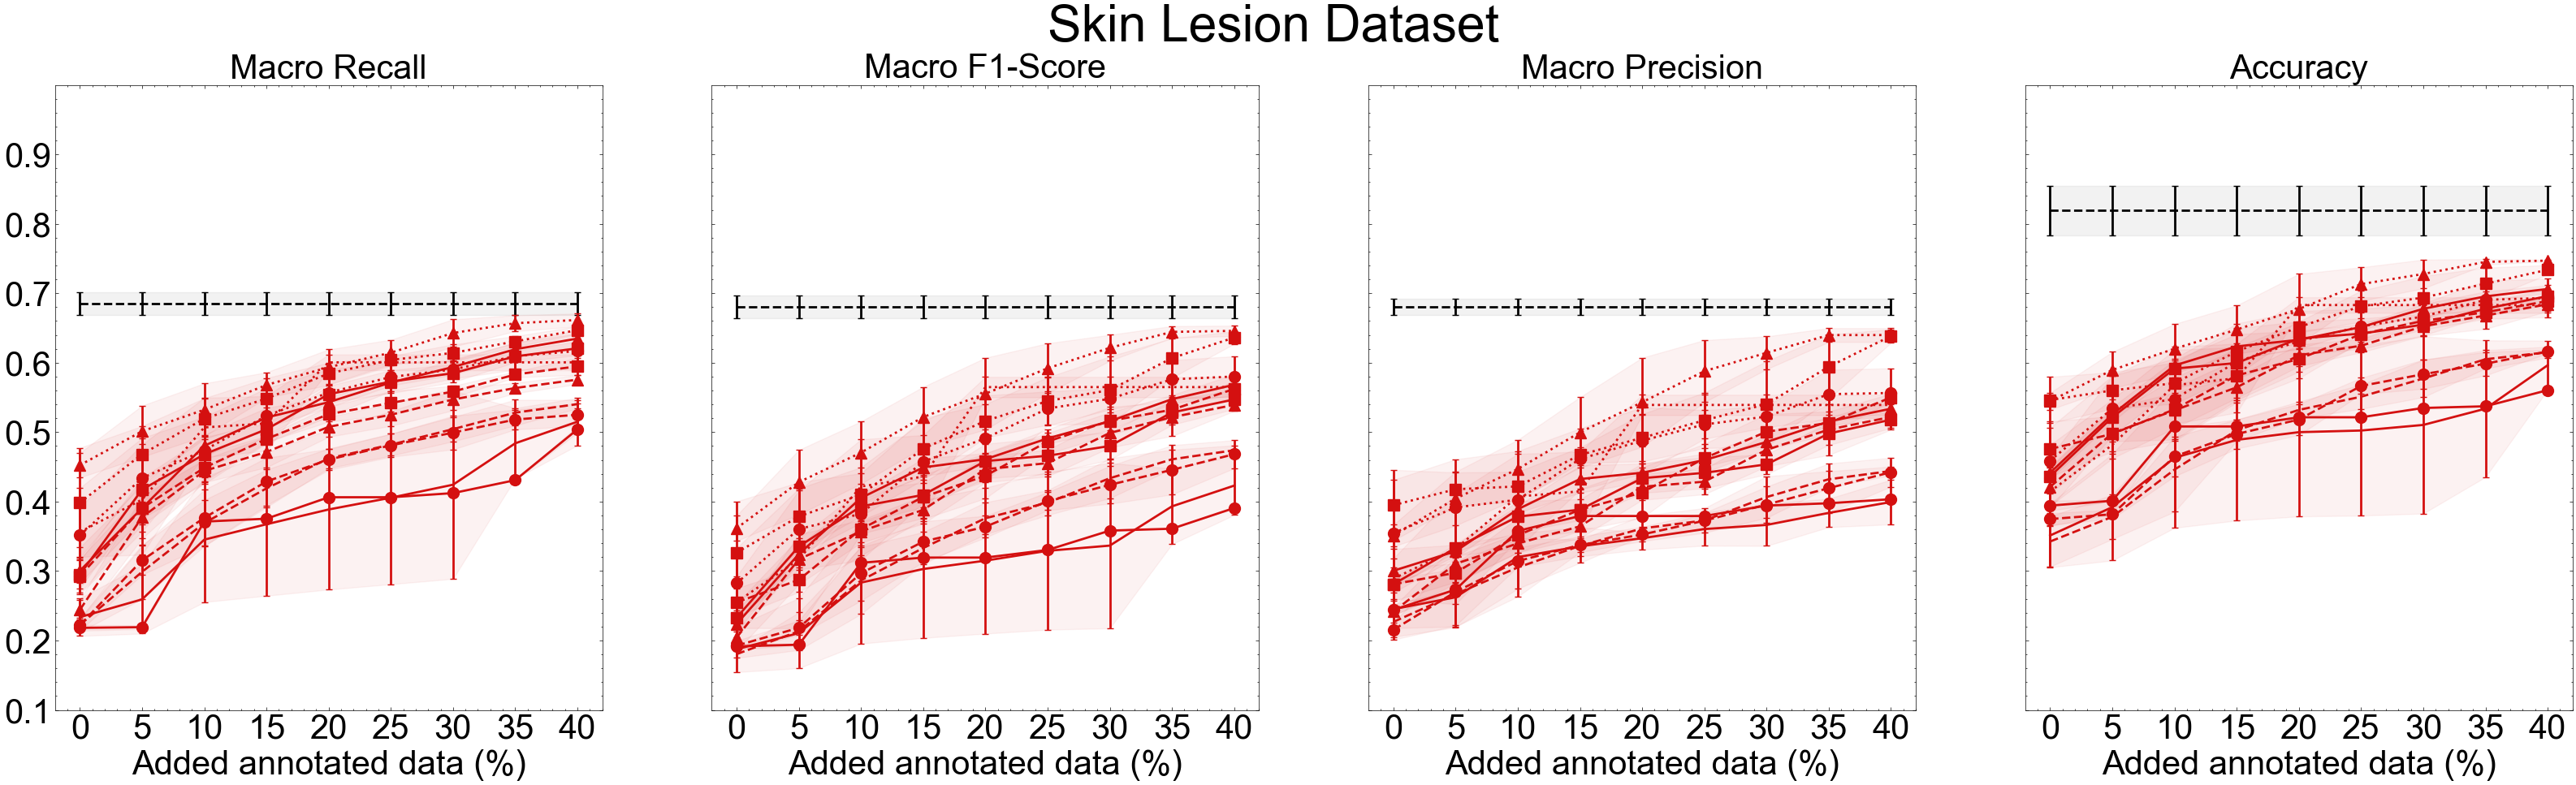 Skin Lesion Dataset
Macro Recall
Macro F1-Score
Macro Precision
Accuracy
0.9
0.8
0.7
0.6
0.5
0.4
0.3
0.2
0.1
0 5 10 15 20 25 30 35 40
0 5 10 15 20 25 30 35 40
0 5 10 15 20 25 30 35 40
0 5 10 15 20 25 30 35 40
Added annotated data (%)
Added annotated data (%)
Added annotated data (%)
Added annotated data (%)